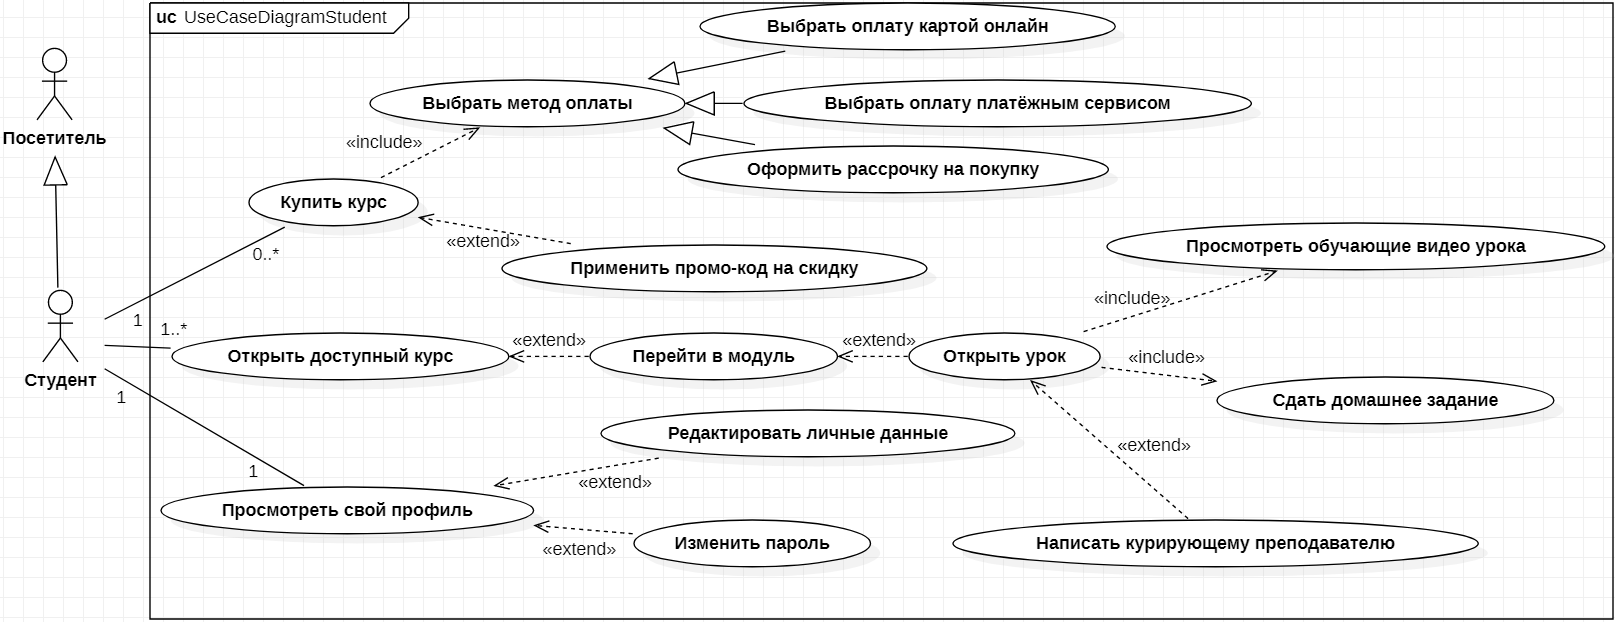 uc UseCaseDiagramStudent
Выбрать оплату картой онлайн
Выбрать метод оплаты
Выбрать оплату платёжным сервисом
Посетитель
«include»
Оформить рассрочку на покупку
Купить курс
«extend»
0..*
Применить промо-код на скидку
Просмотреть обучающие видео урока
«include»
1
1..*
Открыть доступный курс
«extend»
Перейти в модуль
«extend»
Открыть урок
«include»
Студент
1
Сдать домашнее задание
Редактировать личные данные
«extend»
1
«extend»
Просмотреть свой профиль
«extend»
Изменить пароль
Написать курирующему преподавателю